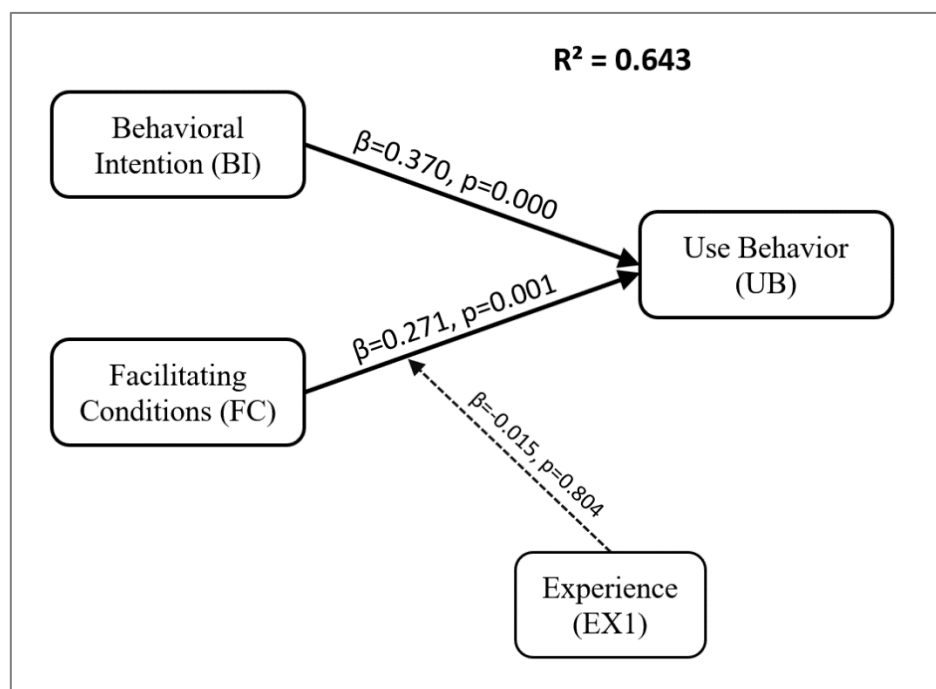 R² = 0.643
Behavioral
Intention (BI)
β=0.370, p=0.000
Use Behavior
(UB)
β=0.271, p=0.001
Facilitating
Conditions (FC)
β=-0.015, p=0.804
Experience
(EX1)